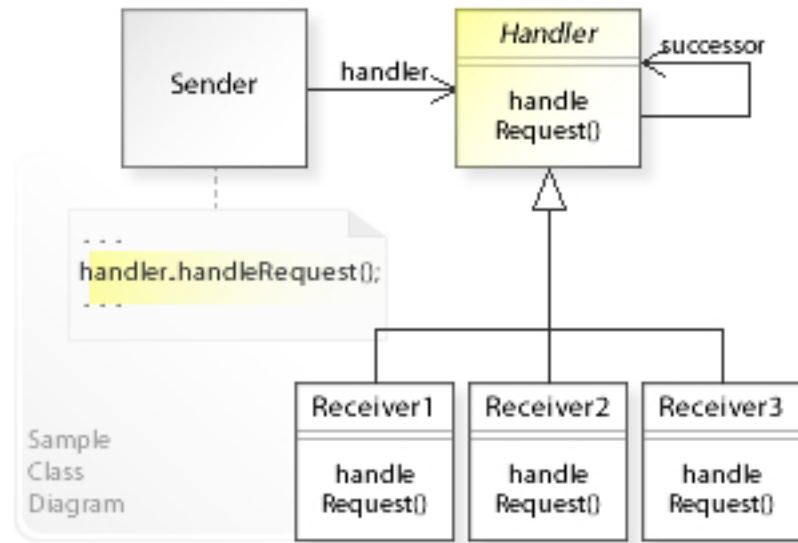 Sender
handler
Handler
handle
Request()
successor
. . .
handler.handleRequest();
. . .
Receiver1
handle
Request()
Receiver2
handle
Request()
Receiver3
handle
Request()
Sample
Class
Diagram